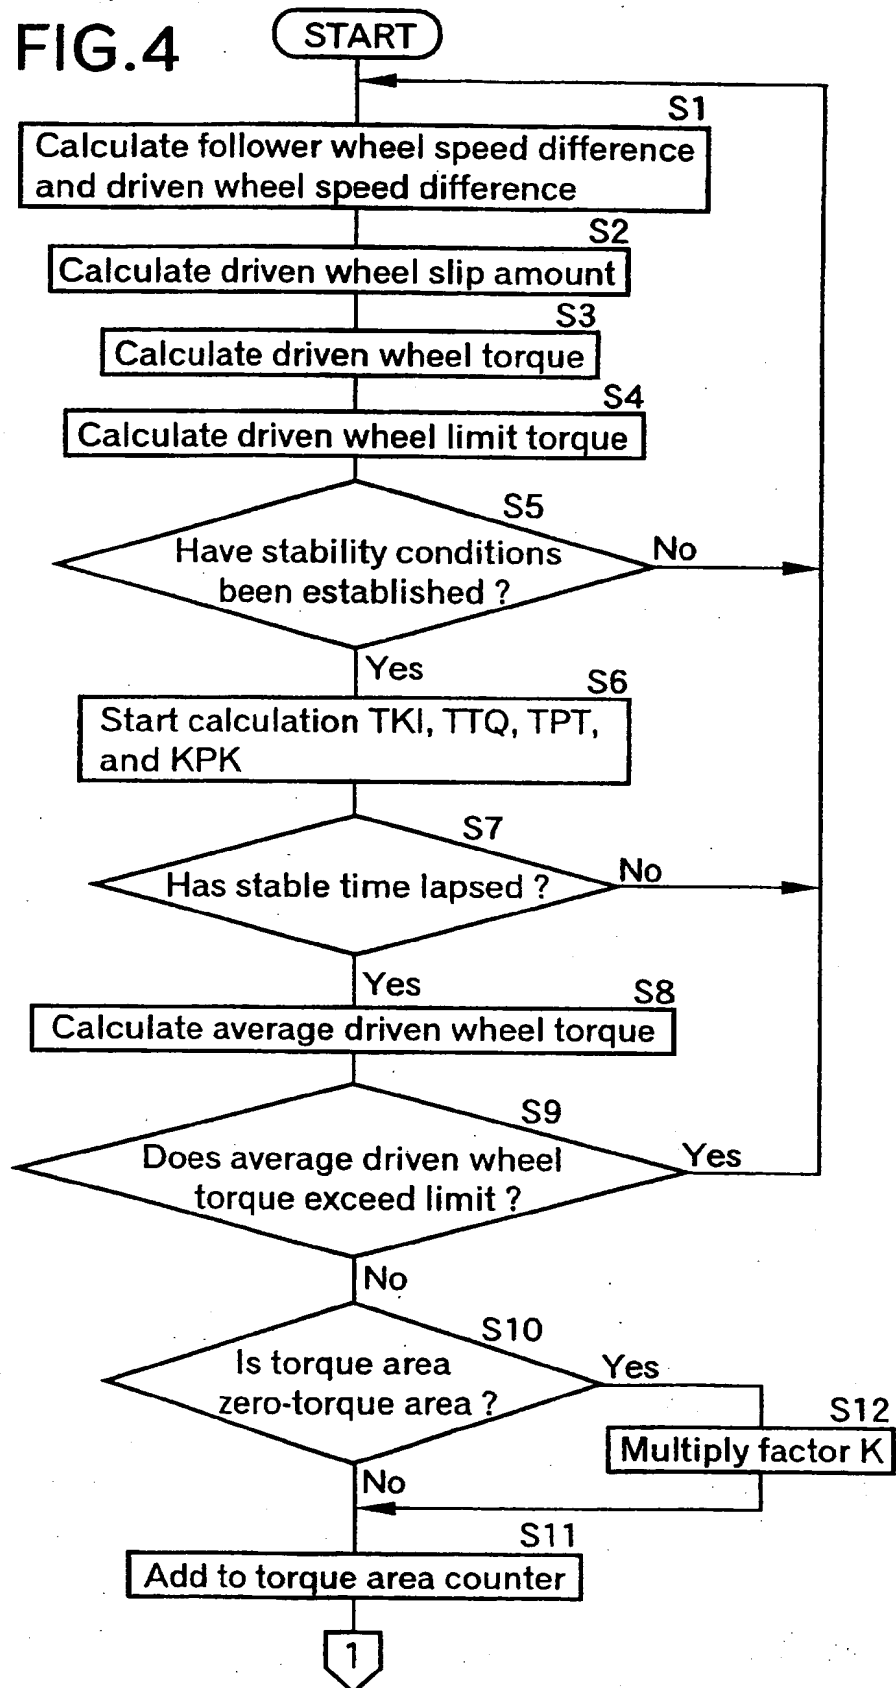 FIG.4
START
S1
Calculate follower wheel speed difference
and driven wheel speed difference
S2
Calculate driven wheel slip amount
S3
Calculate driven wheel torque
S4
Calculate driven wheel limit torque
S5
Have stability conditions
been established ?
No
Yes
S6
Start calculation TKI, TTQ, TPT,
and KPK
S7
Has stable time lapsed ?
No
Yes
S8
Calculate average driven wheel torque
S9
Does average driven wheel
torque exceed limit ?
Yes
No
S10
Is torque area
zero-torque area ?
Yes
S12
Multiply factor K
No
S11
Add to torque area counter
1